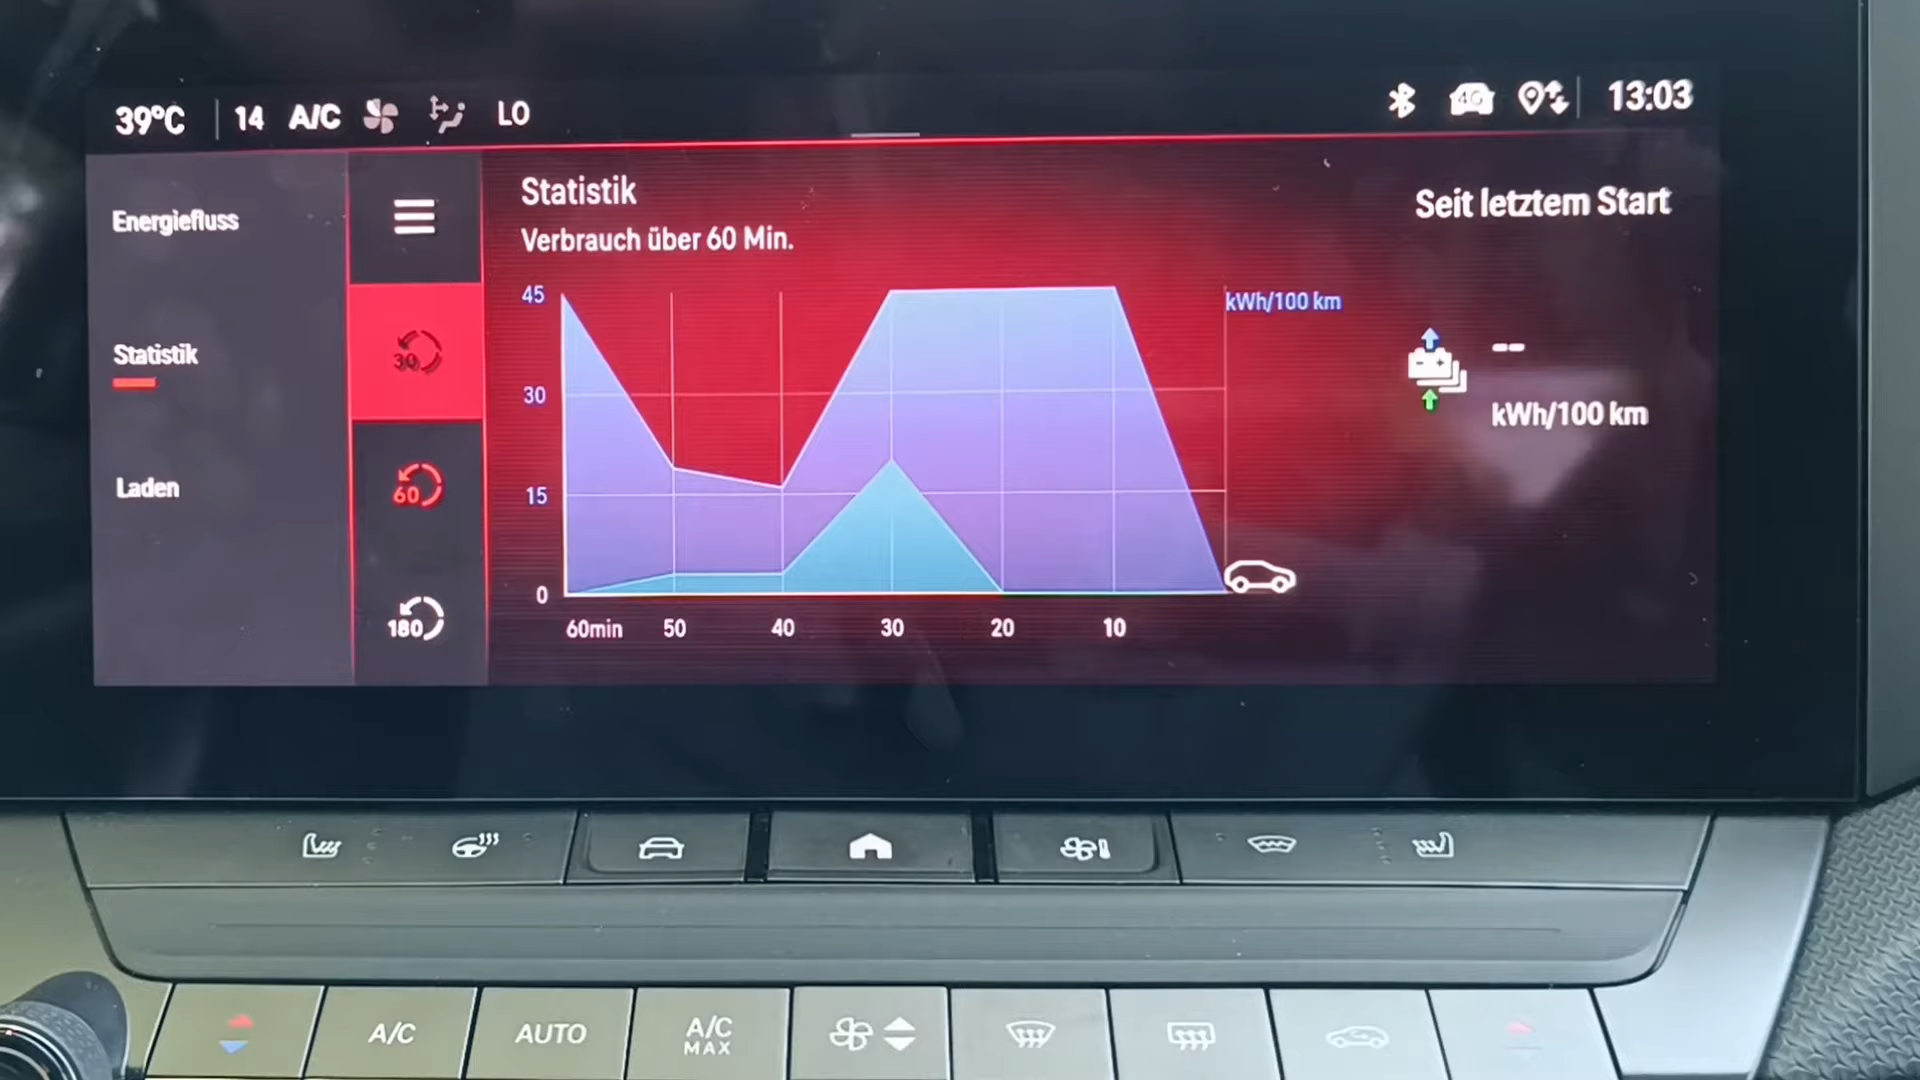 39°C 14 A/C LO 4G 13:03
Energiefluss
Statistik
Laden
30
60
180
Statistik
Verbrauch über 60 Min.
45
30
15
0
kWh/100 km
60min 50 40 30 20 10
Seit letztem Start
--
kWh/100 km
A/C AUTO A/C MAX